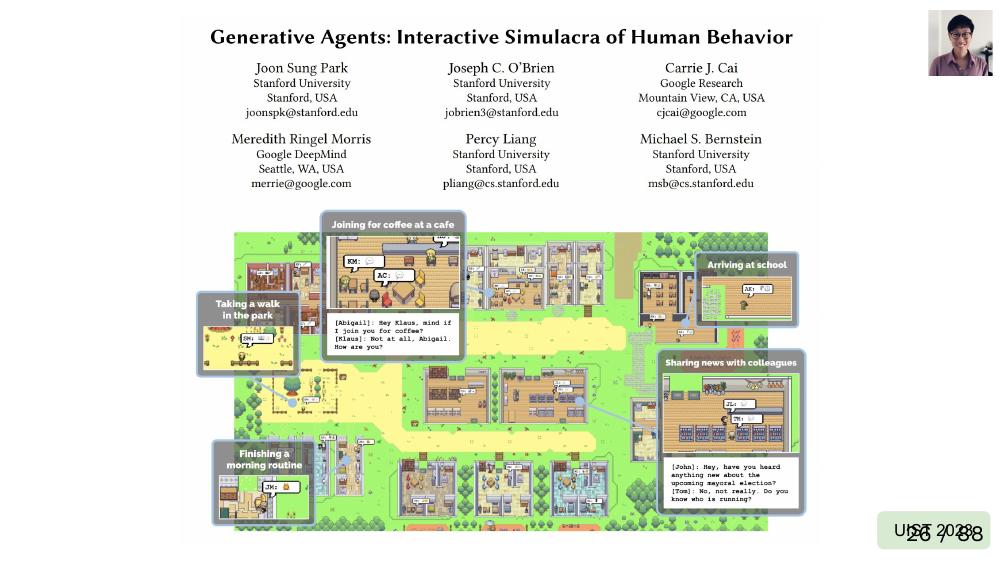 Generative Agents: Interactive Simulacra of Human Behavior
Joon Sung Park
Stanford University
Stanford, USA
joonspk@stanford.edu
Joseph C. O'Brien
Stanford University
Stanford, USA
jobrien3@stanford.edu
Carrie J. Cai
Google Research
Mountain View, CA, USA
cjcai@google.com
Meredith Ringel Morris
Google DeepMind
Seattle, WA, USA
merrie@google.com
Percy Liang
Stanford University
Stanford, USA
pliang@cs.stanford.edu
Michael S. Bernstein
Stanford University
Stanford, USA
msb@cs.stanford.edu
Joining for coffee at a cafe
KM:
AC:
[Abigail]: Hey Klaus, mind if
I join you for coffee?
[Klaus]: Not at all, Abigail.
How are you?
Arriving at school
AK:
Taking a walk
in the park
SM:
Sharing news with colleagues
JL:
TM:
[John]: Hey, have you heard
anything new about the
upcoming mayoral election?
[Tom]: No, not really. Do you
know who is running?
Finishing a
morning routine
JM:
UIST 2023
26 / 88